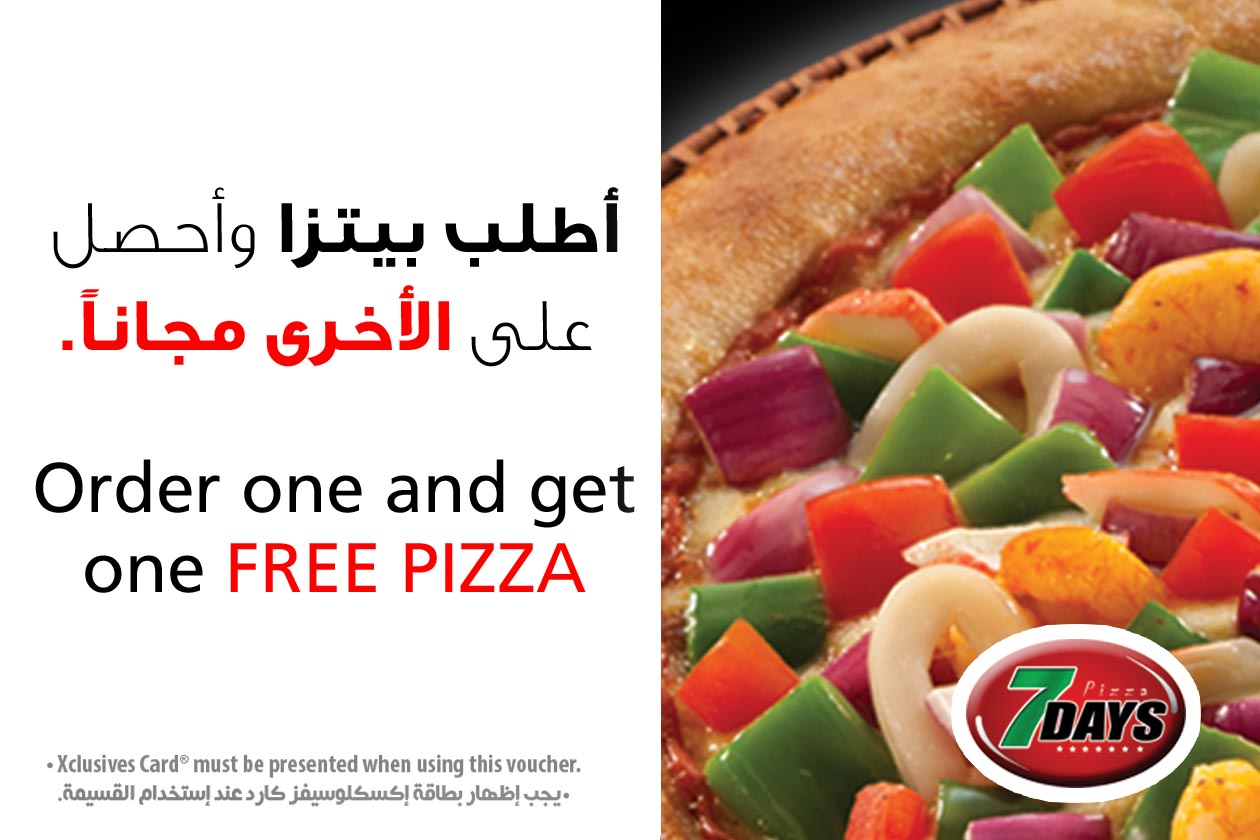 أطلب بيتزا وأحصل
على الأخرى مجاناً.
Order one and get
one FREE PIZZA
• Xclusives Card® must be presented when using this voucher.
•يجب إظهار بطاقة إكسكلوسيفز كارد عند إستخدام القسيمة.
Pizza
7DAYS